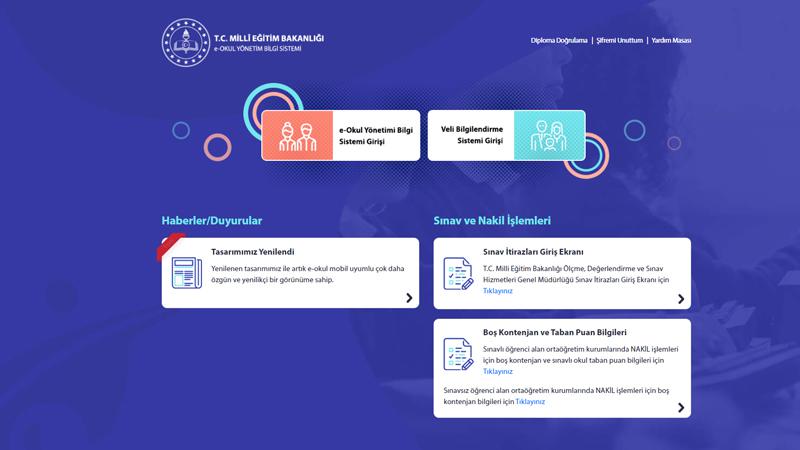 T.C. MİLLÎ EĞİTİM BAKANLIĞI
e-OKUL YÖNETİM BİLGİ SİSTEMİ
Diploma Doğrulama | Şifremi Unuttum | Yardım Masası
e-Okul Yönetimi Bilgi
Sistemi Girişi
Veli Bilgilendirme
Sistemi Girişi
Haberler/Duyurular
Tasarımımız Yenilendi
Yenilenen tasarımımız ile artık e-okul mobil uyumlu çok daha
özgün ve yenilikçi bir görünüme sahip.
Sınav ve Nakil İşlemleri
Sınav İtirazları Giriş Ekranı
T.C. Milli Eğitim Bakanlığı Ölçme, Değerlendirme ve Sınav
Hizmetleri Genel Müdürlüğü Sınav İtirazları Giriş Ekranı için
Tıklayınız
Boş Kontenjan ve Taban Puan Bilgileri
Sınavlı öğrenci alan ortaöğretim kurumlarında NAKİL işlemleri
için boş kontenjan ve sınavlı okul taban puan bilgileri için
Tıklayınız
Sınavsız öğrenci alan ortaöğretim kurumlarında NAKİL işlemleri için boş
kontenjan bilgileri için Tıklayınız